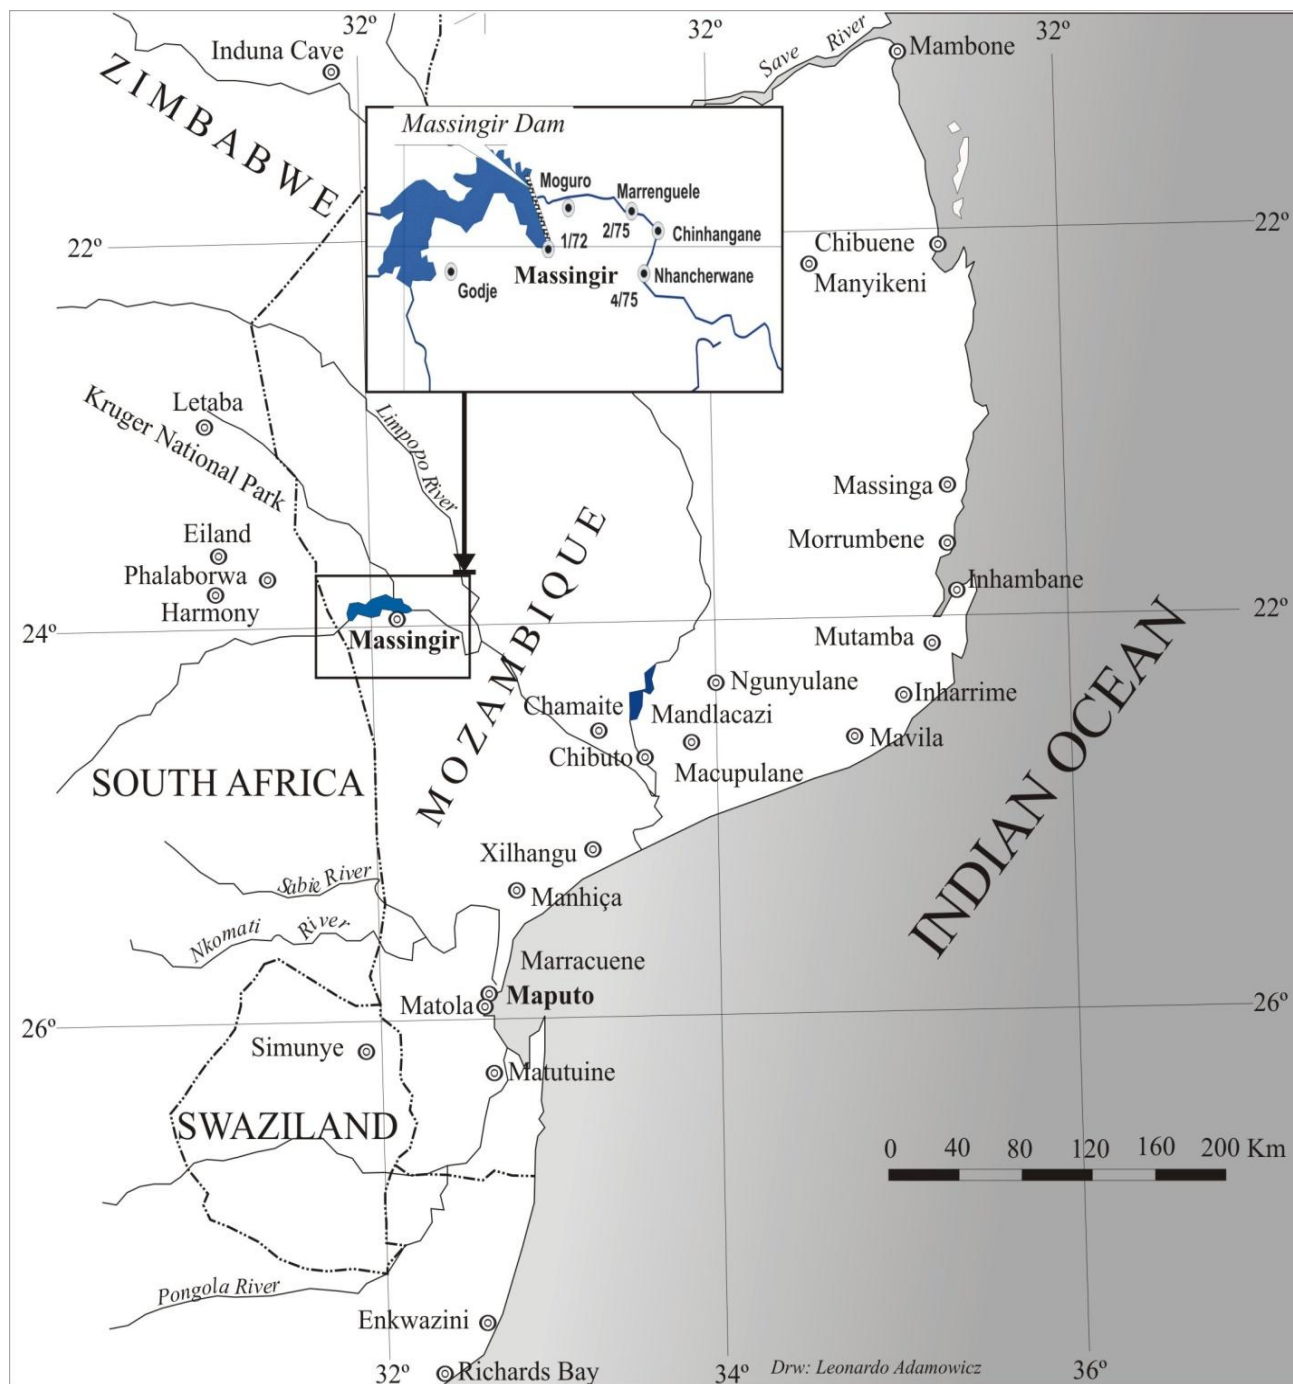 32º
32º
32º
Induna Cave
Save River
Mambone
ZIMBABWE
Massingir Dam
Moguro
Marrenguele
1/72
2/75
Chinhangane
Massingir
Nhancherwane
Godje
4/75
22º
22º
Chibuene
Manyikeni
Letaba
Kruger National Park
Limpopo River
Massinga
Eiland
Morrumbene
Phalaborwa
Inhambane
Harmony
22º
24º
Massingir
MOZAMBIQUE
Mutamba
Ngunyulane
Inharrime
Chamaite
Mandlacazi
Mavila
Chibuto
Macupulane
SOUTH AFRICA
INDIAN OCEAN
Xilhangu
Sabie River
Manhiça
Nkomati River
Marracuene
Matola
Maputo
26º
26º
Simunye
Matutuine
SWAZILAND
0 40 80 120 160 200 Km
Pongola River
Enkwazini
Richards Bay
32º
34º
36º
Drw: Leonardo Adamowicz